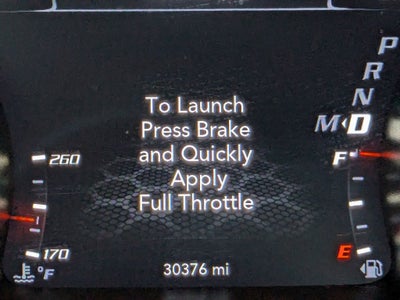 To Launch
Press Brake
and Quickly
Apply
Full Throttle
P
R
N
M D
260
170
°F
F
E
30376 mi